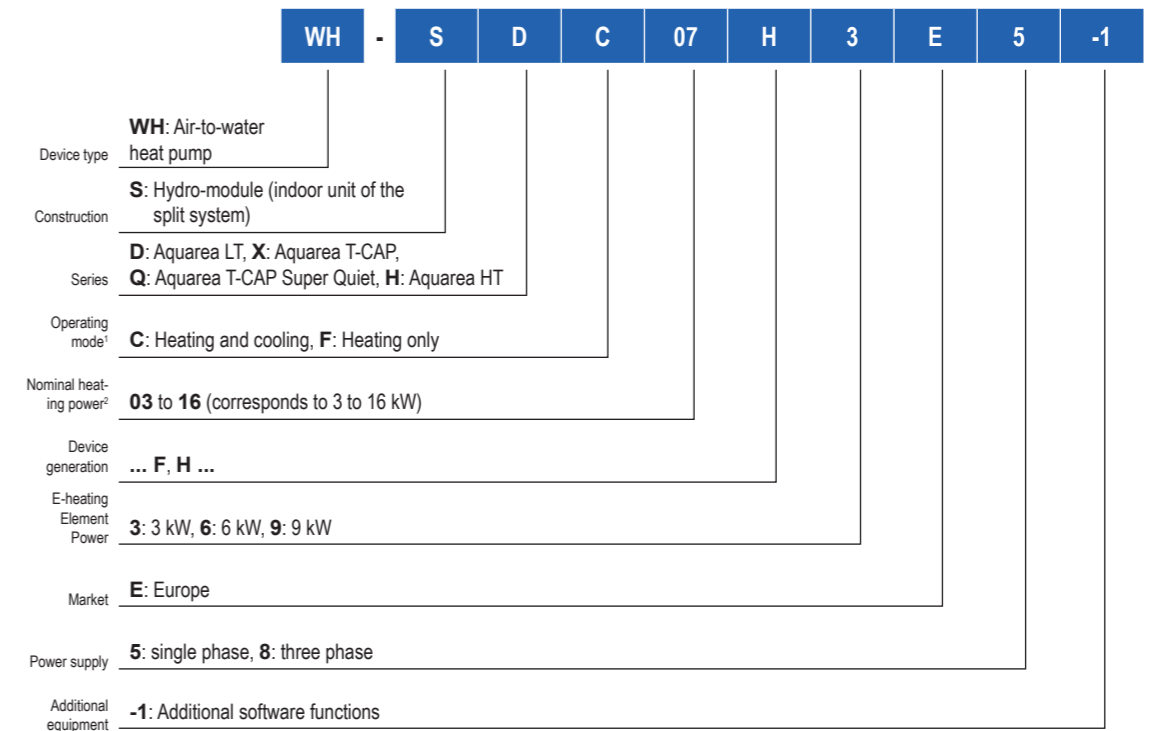 WH - S D C 07 H 3 E 5 -1
WH: Air-to-water
Device type heat pump
S: Hydro-module (indoor unit of the
Construction split system)
D: Aquarea LT, X: Aquarea T-CAP,
Series Q: Aquarea T-CAP Super Quiet, H: Aquarea HT
Operating
mode¹ C: Heating and cooling, F: Heating only
Nominal heat-
ing power² 03 to 16 (corresponds to 3 to 16 kW)
Device
generation ... F, H ...
E-heating
Element
Power 3: 3 kW, 6: 6 kW, 9: 9 kW
Market E: Europe
Power supply 5: single phase, 8: three phase
Additional
equipment -1: Additional software functions